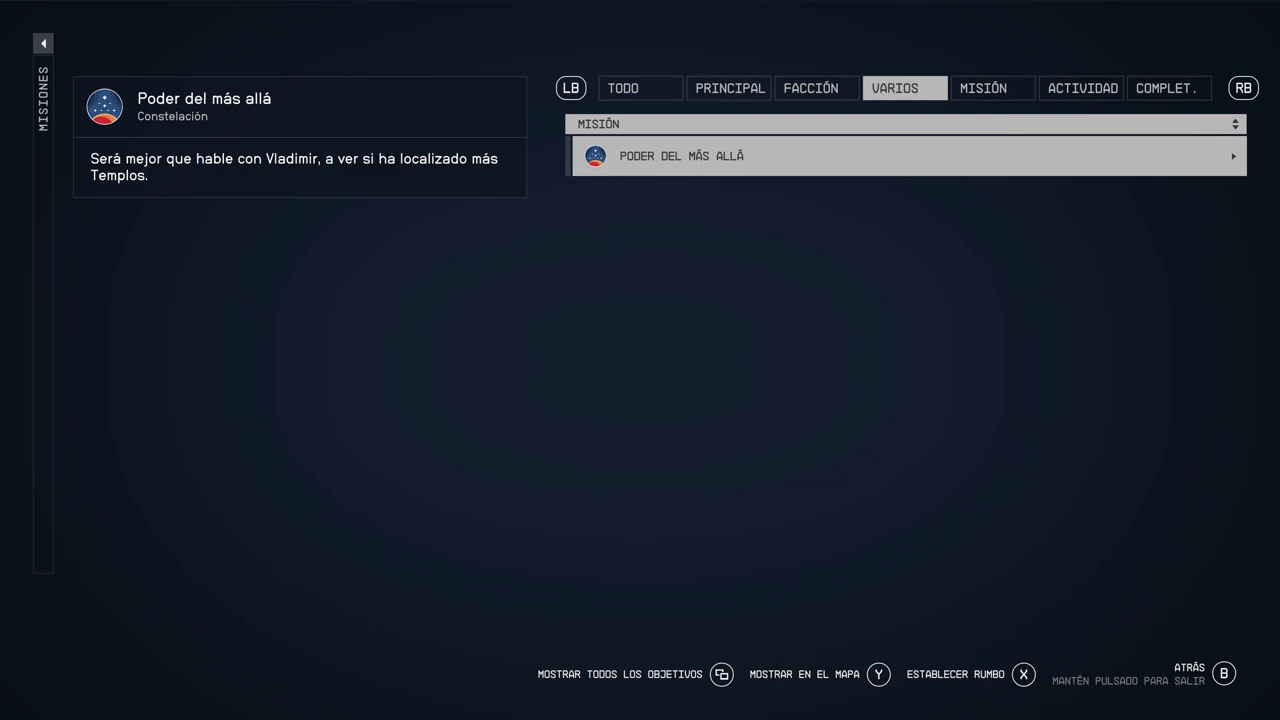 MISIONES
Poder del más allá
Constelación
Será mejor que hable con Vladimir, a ver si ha localizado más
Templos.
LB TODO PRINCIPAL FACCIÓN VARIOS MISIÓN ACTIVIDAD COMPLET. RB
MISIÓN
PODER DEL MÁS ALLÁ
MOSTRAR TODOS LOS OBJETIVOS MOSTRAR EN EL MAPA Y ESTABLECER RUMBO X ATRÁS B
MANTÉN PULSADO PARA SALIR